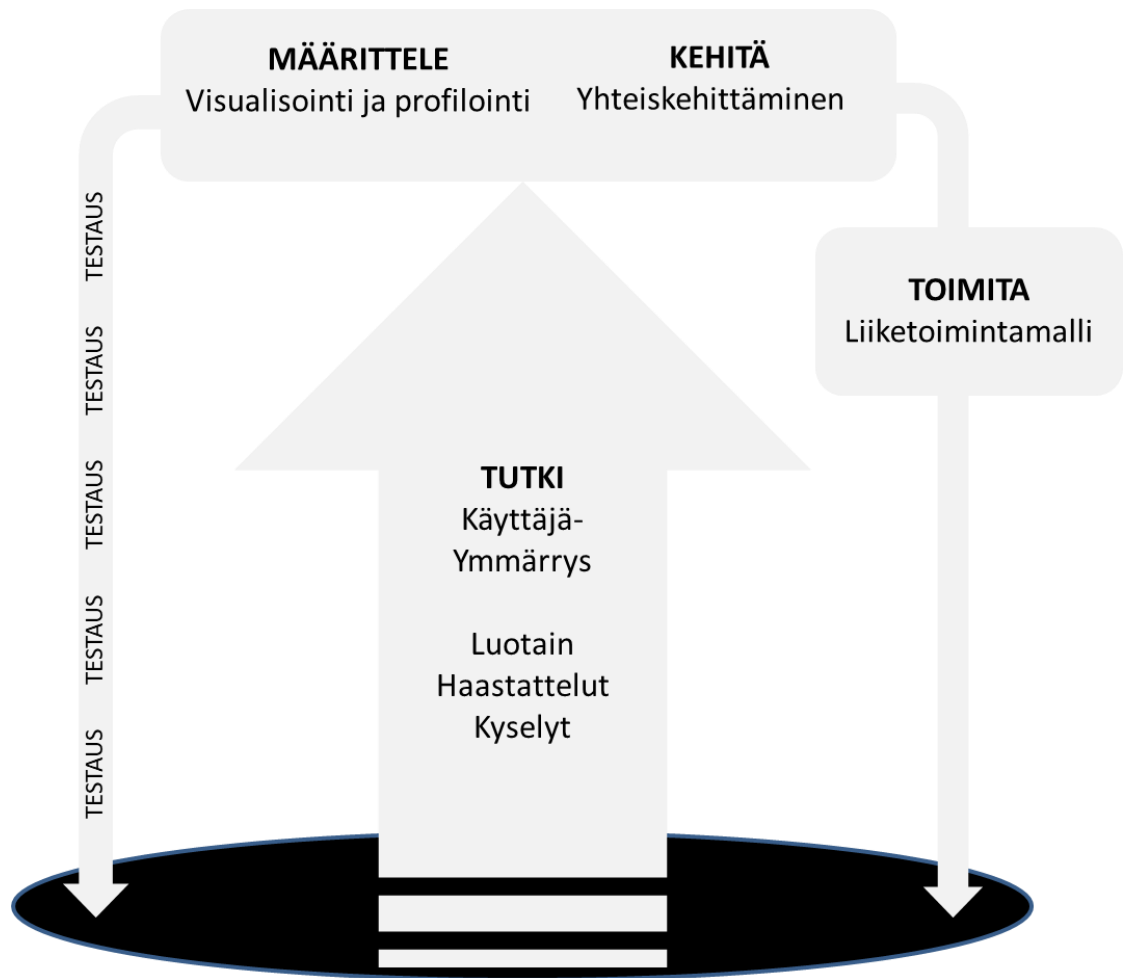 MÄÄRITTELE
Visualisointi ja profilointi
KEHITÄ
Yhteiskehittäminen
TESTAUS
TESTAUS
TESTAUS
TESTAUS
TESTAUS
TOIMITA
Liiketoimintamalli
TUTKI
Käyttäjä-
Ymmärrys
Luotain
Haastattelut
Kyselyt